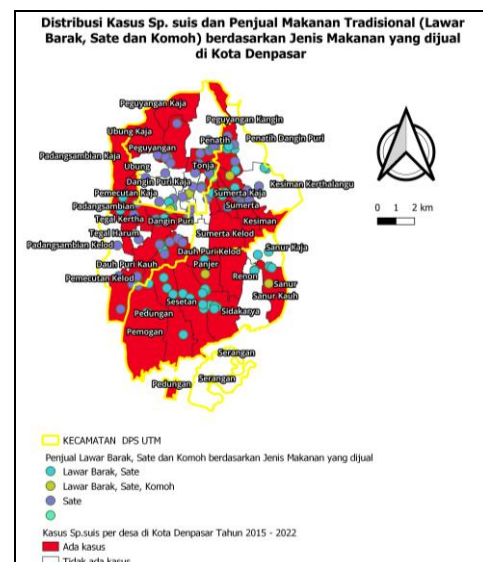 Distribusi Kasus Sp. suis dan Penjual Makanan Tradisional (Lawar
Barak, Sate dan Komoh) berdasarkan Jenis Makanan yang dijual
di Kota Denpasar
Peguyangan Kaja
Peguyangan Kangin
Ubung Kaja
Penatih
Penatih Dangin Puri
Peguyangan
Padangsambian Kaja
Ubung
Tonja
Dangin Puri Kaja
Kesiman Kerthalangu
Pemecutan Kaja
Sumerta Kaja
Padangsambian
Sumerta
Tegal Kertha
Dangin Puri
Kesiman
Tegal Harum
Sumerta Kelod
Padangsambian Kelod
Sanur Kaja
Dauh Puri Kelod
Dauh Puri Kauh
Panjer
Renon
Pemecutan Kelod
Sanur
Sanur Kauh
Sesetan
Pedungan
Sidakarya
Pemogan
Serangan
Pedungan
Serangan
0 1 2 km
KECAMATAN DPS UTM
Penjual Lawar Barak, Sate dan Komoh berdasarkan Jenis Makanan yang dijual
Lawar Barak, Sate
Lawar Barak, Sate, Komoh
Sate
Kasus Sp.suis per desa di Kota Denpasar Tahun 2015 - 2022
Ada kasus
Tidak ada kasus